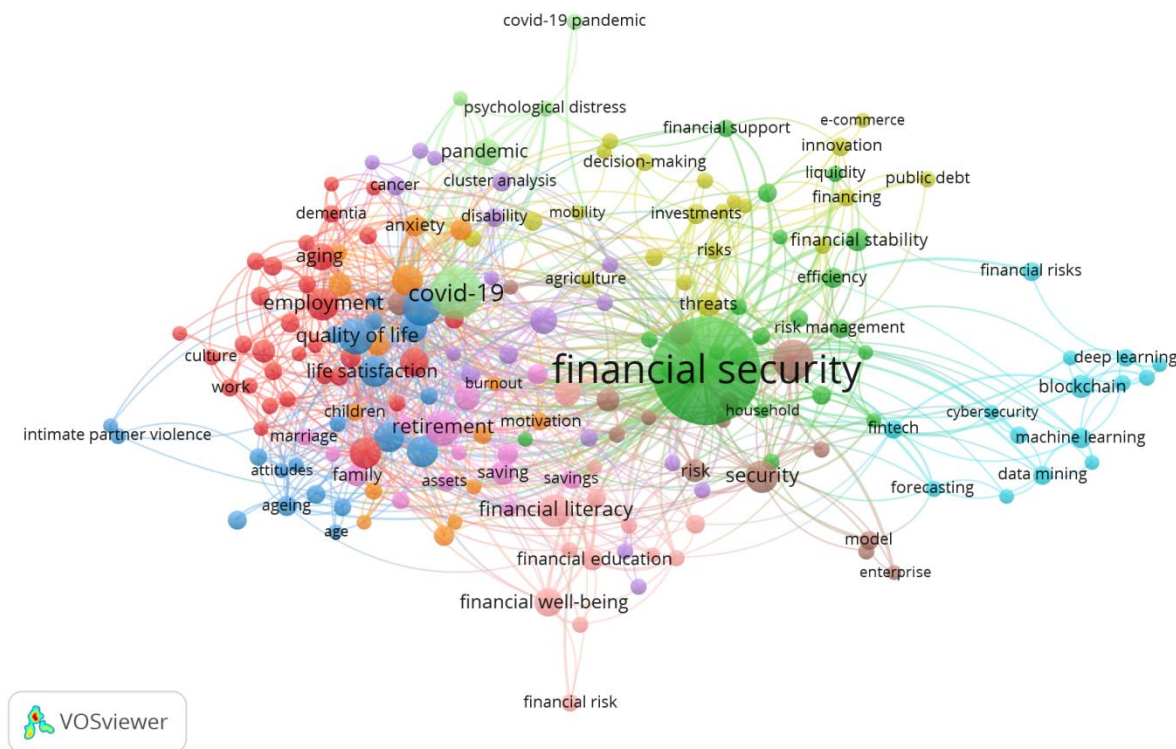 covid-19 pandemic
psychological distress
financial support
e-commerce
innovation
pandemic
decision-making
liquidity
public debt
cancer
cluster analysis
financing
dementia
anxiety
disability
mobility
investments
aging
risks
financial stability
agriculture
efficiency
financial risks
employment
covid-19
threats
quality of life
risk management
culture
work
life satisfaction
burnout
financial security
deep learning
blockchain
children
household
cybersecurity
intimate partner violence
marriage
retirement
motivation
fintech
machine learning
attitudes
family
assets
saving
savings
risk
security
forecasting
data mining
ageing
financial literacy
age
model
financial education
enterprise
financial well-being
financial risk
VOSviewer